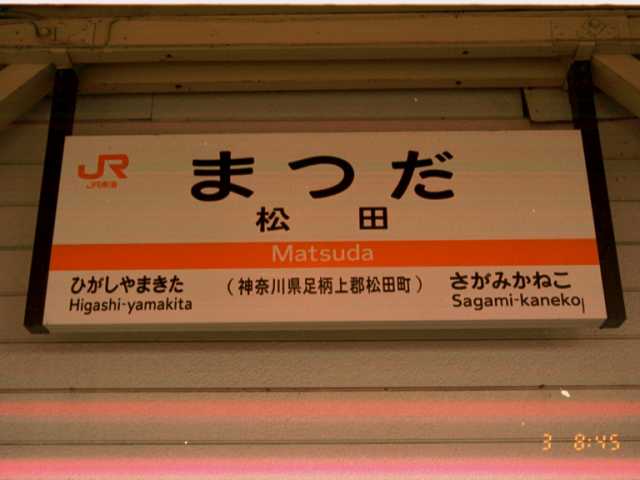 JR
JR東海
まつだ
松田
Matsuda
ひがしやまきた
Higashi-yamakita
(神奈川県足柄上郡松田町)
さがみかねこ
Sagami-kaneko
3 8:45